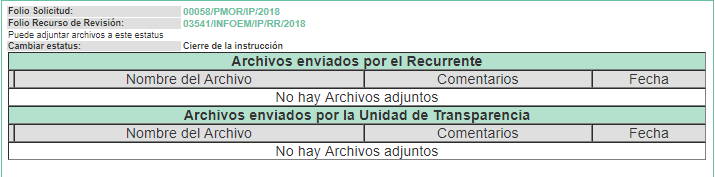 Folio Solicitud: 00058/PMOR/IP/2018
Folio Recurso de Revisión: 03541/INFOEM/IP/RR/2018
Puede adjuntar archivos a este estatus
Cambiar estatus: Cierre de la instrucción
Archivos enviados por el Recurrente
Nombre del Archivo Comentarios Fecha
No hay Archivos adjuntos
Archivos enviados por la Unidad de Transparencia
Nombre del Archivo Comentarios Fecha
No hay Archivos adjuntos